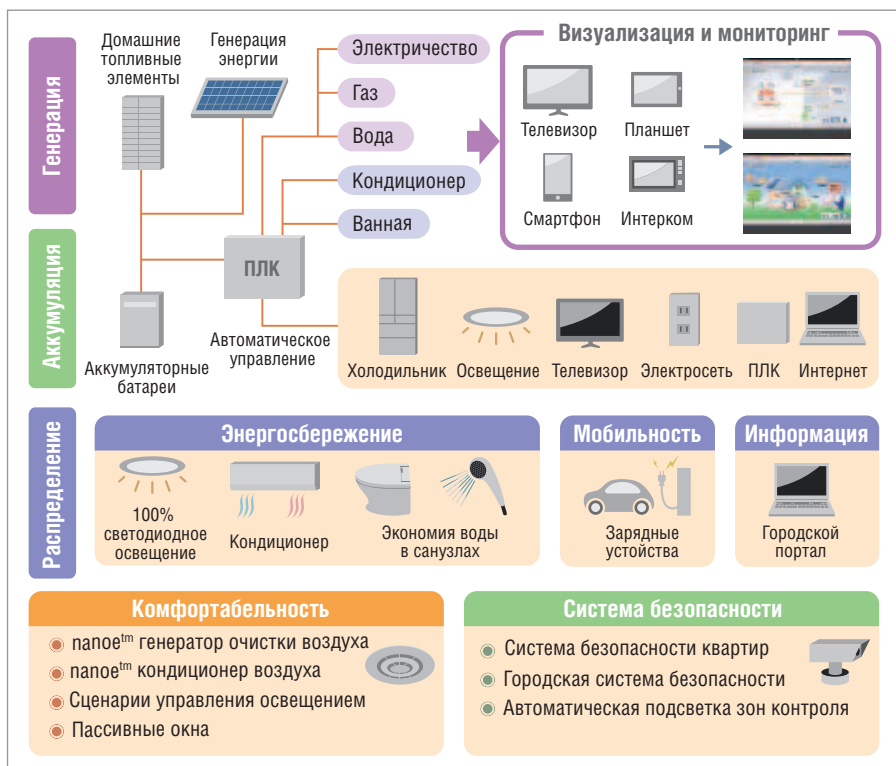 Генерация
Домашние
топливные
элементы
Генерация
энергии
Электричество
Газ
Вода
Кондиционер
Ванная
Визуализация и мониторинг
Телевизор
Планшет
Смартфон
Интерком
Аккумуляция
Аккумуляторные
батареи
ПЛК
Автоматическое
управление
Холодильник
Освещение
Телевизор
Электросеть
ПЛК
Интернет
Распределение
Энергосбережение
100%
светодиодное
освещение
Кондиционер
Экономия воды
в санузлах
Мобильность
Зарядные
устройства
Информация
Городской
портал
Комфортабельность
nanoe™ генератор очистки воздуха
nanoe™ кондиционер воздуха
Сценарии управления освещением
Пассивные окна
Система безопасности
Система безопасности квартир
Городская система безопасности
Автоматическая подсветка зон контроля